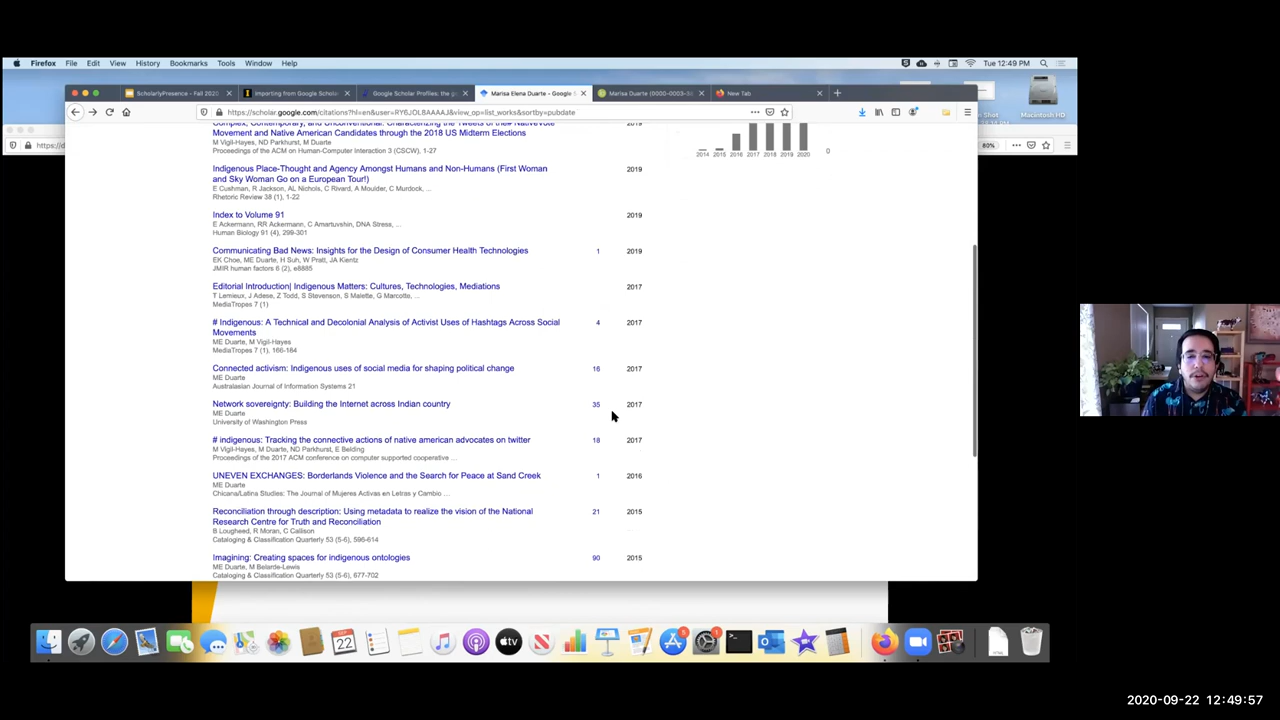 Firefox File Edit View History Bookmarks Tools Window Help Tue 12:49 PM
ScholarlyPresence – Fall 2020 Importing from Google Schola Google Scholar Profiles: the g Marisa Elena Duarte - Google S Marisa Duarte (0000-0003-3 New Tab
https://scholar.google.com/citations?hl=en&user=RY6JOL8AAAAJ&view_op=list_works&sortby=pubdate
Macintosh HD
https://d
80%
Movement and Native American Candidates through the 2018 US Midterm Elections
2019
M Vigil-Hayes, ND Parkhurst, M Duarte
Proceedings of the ACM on Human-Computer Interaction 3 (CSCW), 1-27
2014 2015 2016 2017 2018 2019 2020 0
Indigenous Place-Thought and Agency Amongst Humans and Non-Humans (First Woman 2019
and Sky Woman Go on a European Tour!)
E Cushman, R Jackson, AL Nichols, C Rivard, A Moulder, C Murdock, ...
Rhetoric Review 38 (1), 1-22
Index to Volume 91 2019
E Ackermann, RR Ackermann, C Amartuvshin, DNA Stress, ...
Human Biology 91 (4), 299-301
Communicating Bad News: Insights for the Design of Consumer Health Technologies 1 2019
EK Choe, ME Duarte, H Suh, W Pratt, JA Kientz
JMIR human factors 6 (2), e8885
Editorial Introduction| Indigenous Matters: Cultures, Technologies, Mediations 2017
T Lemieux, J Adese, Z Todd, S Stevenson, S Malette, G Marcotte, ...
MediaTropes 7 (1)
# Indigenous: A Technical and Decolonial Analysis of Activist Uses of Hashtags Across Social 4 2017
Movements
ME Duarte, M Vigil-Hayes
MediaTropes 7 (1), 166-184
Connected activism: Indigenous uses of social media for shaping political change 16 2017
ME Duarte
Australasian Journal of Information Systems 21
Network sovereignty: Building the Internet across Indian country 35 2017
ME Duarte
University of Washington Press
# indigenous: Tracking the connective actions of native american advocates on twitter 18 2017
M Vigil-Hayes, M Duarte, ND Parkhurst, E Belding
Proceedings of the 2017 ACM conference on computer supported cooperative ...
UNEVEN EXCHANGES: Borderlands Violence and the Search for Peace at Sand Creek 1 2016
ME Duarte
Chicana/Latina Studies: The Journal of Mujeres Activas en Letras y Cambio ...
Reconciliation through description: Using metadata to realize the vision of the National 21 2015
Research Centre for Truth and Reconciliation
B Lougheed, R Moran, C Callison
Cataloging & Classification Quarterly 53 (5-6), 596-614
Imagining: Creating spaces for indigenous ontologies 90 2015
ME Duarte, M Belarde-Lewis
Cataloging & Classification Quarterly 53 (5-6), 677-702
SEP
22
tv
2020-09-22 12:49:57